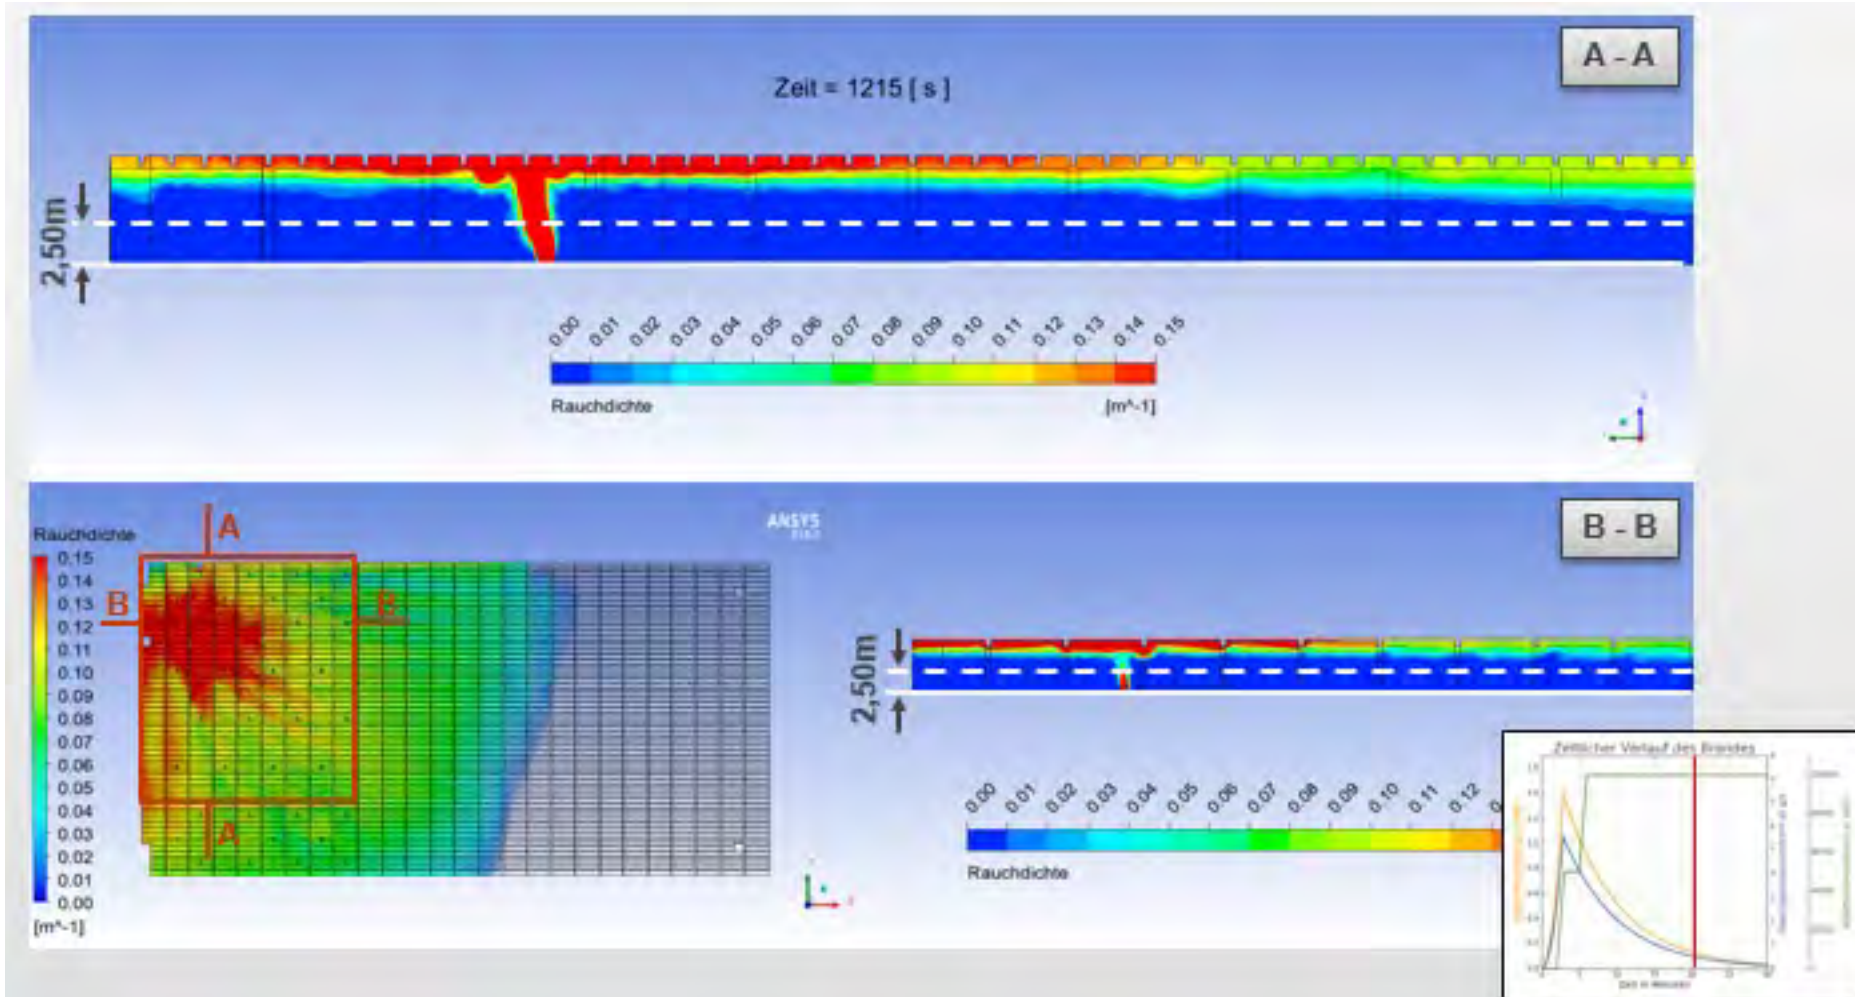 A - A
Zeit = 1215 [ s ]
2,50m
0.00 0.01 0.02 0.03 0.04 0.05 0.06 0.07 0.08 0.09 0.10 0.11 0.12 0.13 0.14 0.15
Rauchdichte [m^-1]
B - B
ANSYS
Rauchdichte
0.15
0.14
0.13
0.12
0.11
0.10
0.09
0.08
0.07
0.06
0.05
0.04
0.03
0.02
0.01
0.00
[m^-1]
A
B B
A
2,50m
0.00 0.01 0.02 0.03 0.04 0.05 0.06 0.07 0.08 0.09 0.10 0.11 0.12
Rauchdichte
Zeitlicher Verlauf des Brandes
Zeit in Minuten